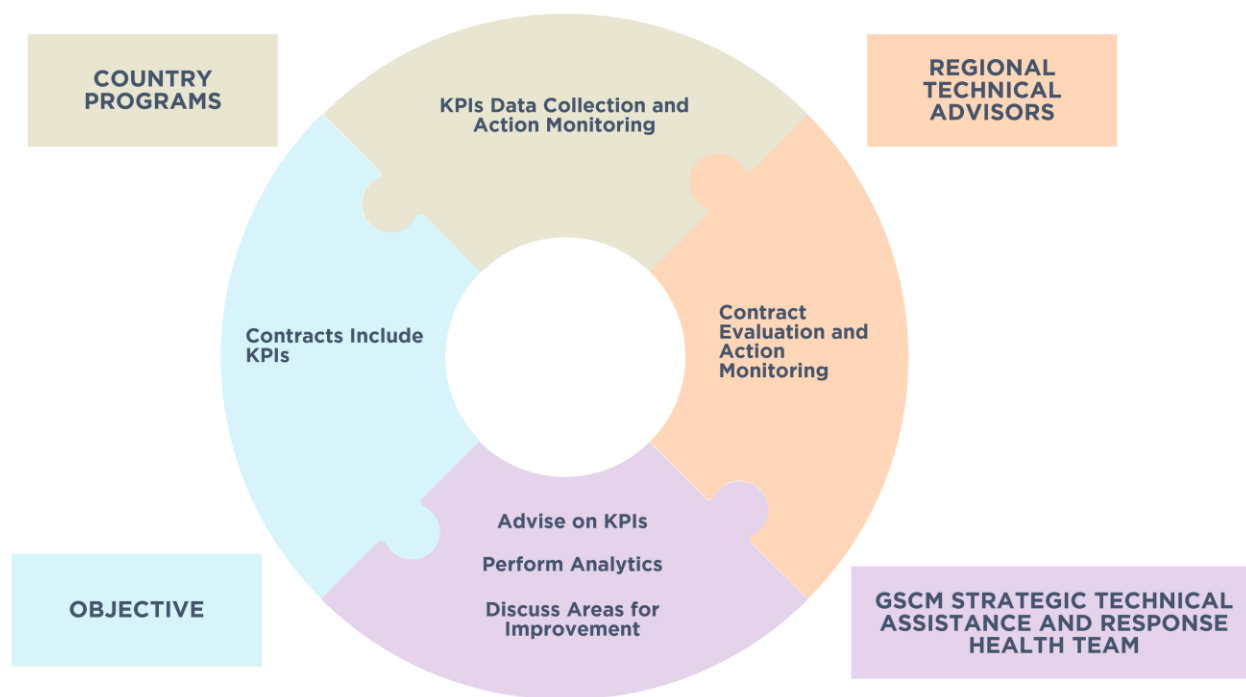 COUNTRY
PROGRAMS
KPIs Data Collection and
Action Monitoring
REGIONAL
TECHNICAL
ADVISORS
Contracts Include
KPIs
Contract
Evaluation and
Action
Monitoring
Advise on KPIs
Perform Analytics
Discuss Areas for
Improvement
OBJECTIVE
GSCM STRATEGIC TECHNICAL
ASSISTANCE AND RESPONSE
HEALTH TEAM